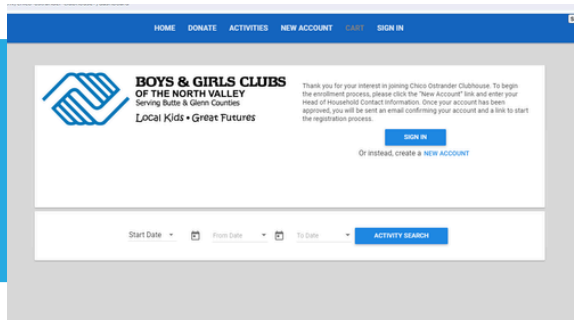 HOME DONATE ACTIVITIES NEW ACCOUNT CART SIGN IN
BOYS & GIRLS CLUBS
OF THE NORTH VALLEY
Serving Butte & Glenn Counties
Local Kids • Great Futures
Thank you for your interest in joining Chico Ostrander Clubhouse. To begin
the enrollment process, please click the "New Account" link and enter your
Head of Household Contact Information. Once your account has been
approved, you will be sent an email confirming your account and a link to start
the registration process.
SIGN IN
Or instead, create a NEW ACCOUNT
Start Date From Date To Date ACTIVITY SEARCH